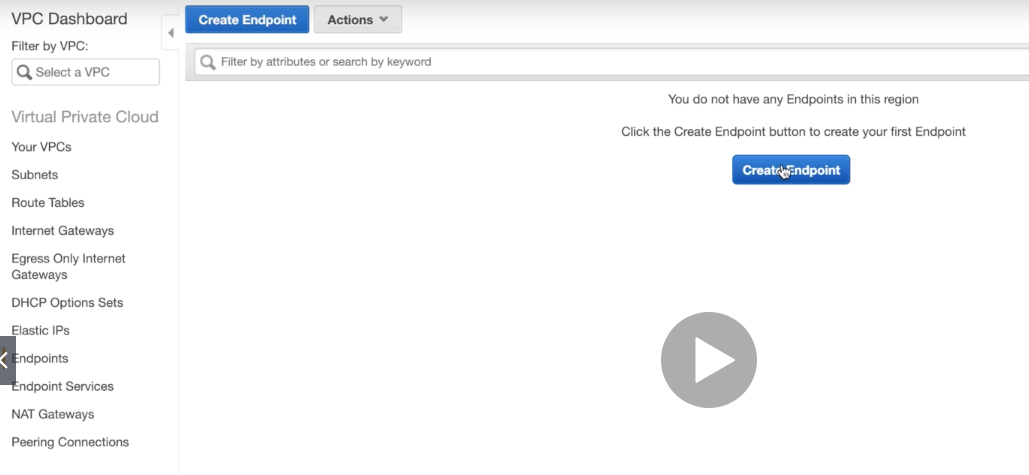 VPC Dashboard
Filter by VPC:
Select a VPC
Virtual Private Cloud
Your VPCs
Subnets
Route Tables
Internet Gateways
Egress Only Internet
Gateways
DHCP Options Sets
Elastic IPs
Endpoints
Endpoint Services
NAT Gateways
Peering Connections
Create Endpoint
Actions
Filter by attributes or search by keyword
You do not have any Endpoints in this region
Click the Create Endpoint button to create your first Endpoint
Create Endpoint